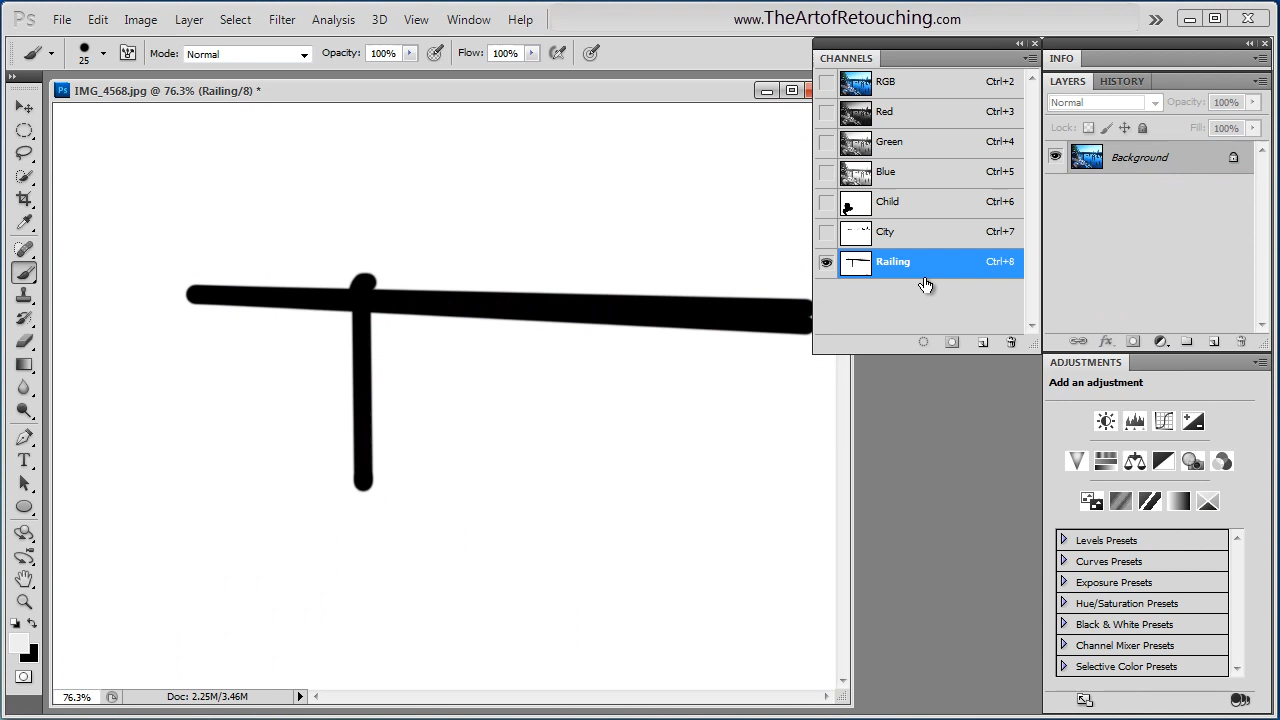 Ps File Edit Image Layer Select Filter Analysis 3D View Window Help www.TheArtofRetouching.com
25 Mode: Normal Opacity: 100% Flow: 100%
CHANNELS
INFO
LAYERS HISTORY
Ps IMG_4598.jpg @ 76.3% (Railing/8) *
RGB Ctrl+2
Red Ctrl+3
Green Ctrl+4
Blue Ctrl+5
Child Ctrl+6
City Ctrl+7
Railing Ctrl+8
Normal Opacity: 100%
Lock: Fill: 100%
Background
ADJUSTMENTS
Add an adjustment
Levels Presets
Curves Presets
Exposure Presets
Hue/Saturation Presets
Black & White Presets
Channel Mixer Presets
Selective Color Presets
T
76.3% Doc: 2.25M/3.46M